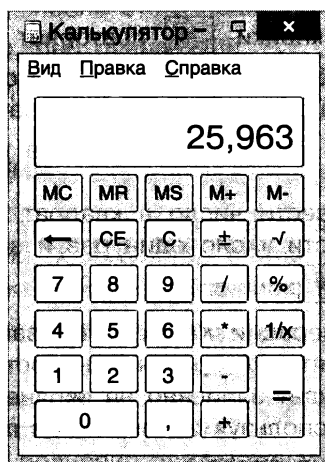 Калькулятор
Вид Правка Справка
25,963
MC MR MS M+ M-
← CE C ± √
7 8 9 / %
4 5 6 * 1/x
1 2 3 - =
0 , +